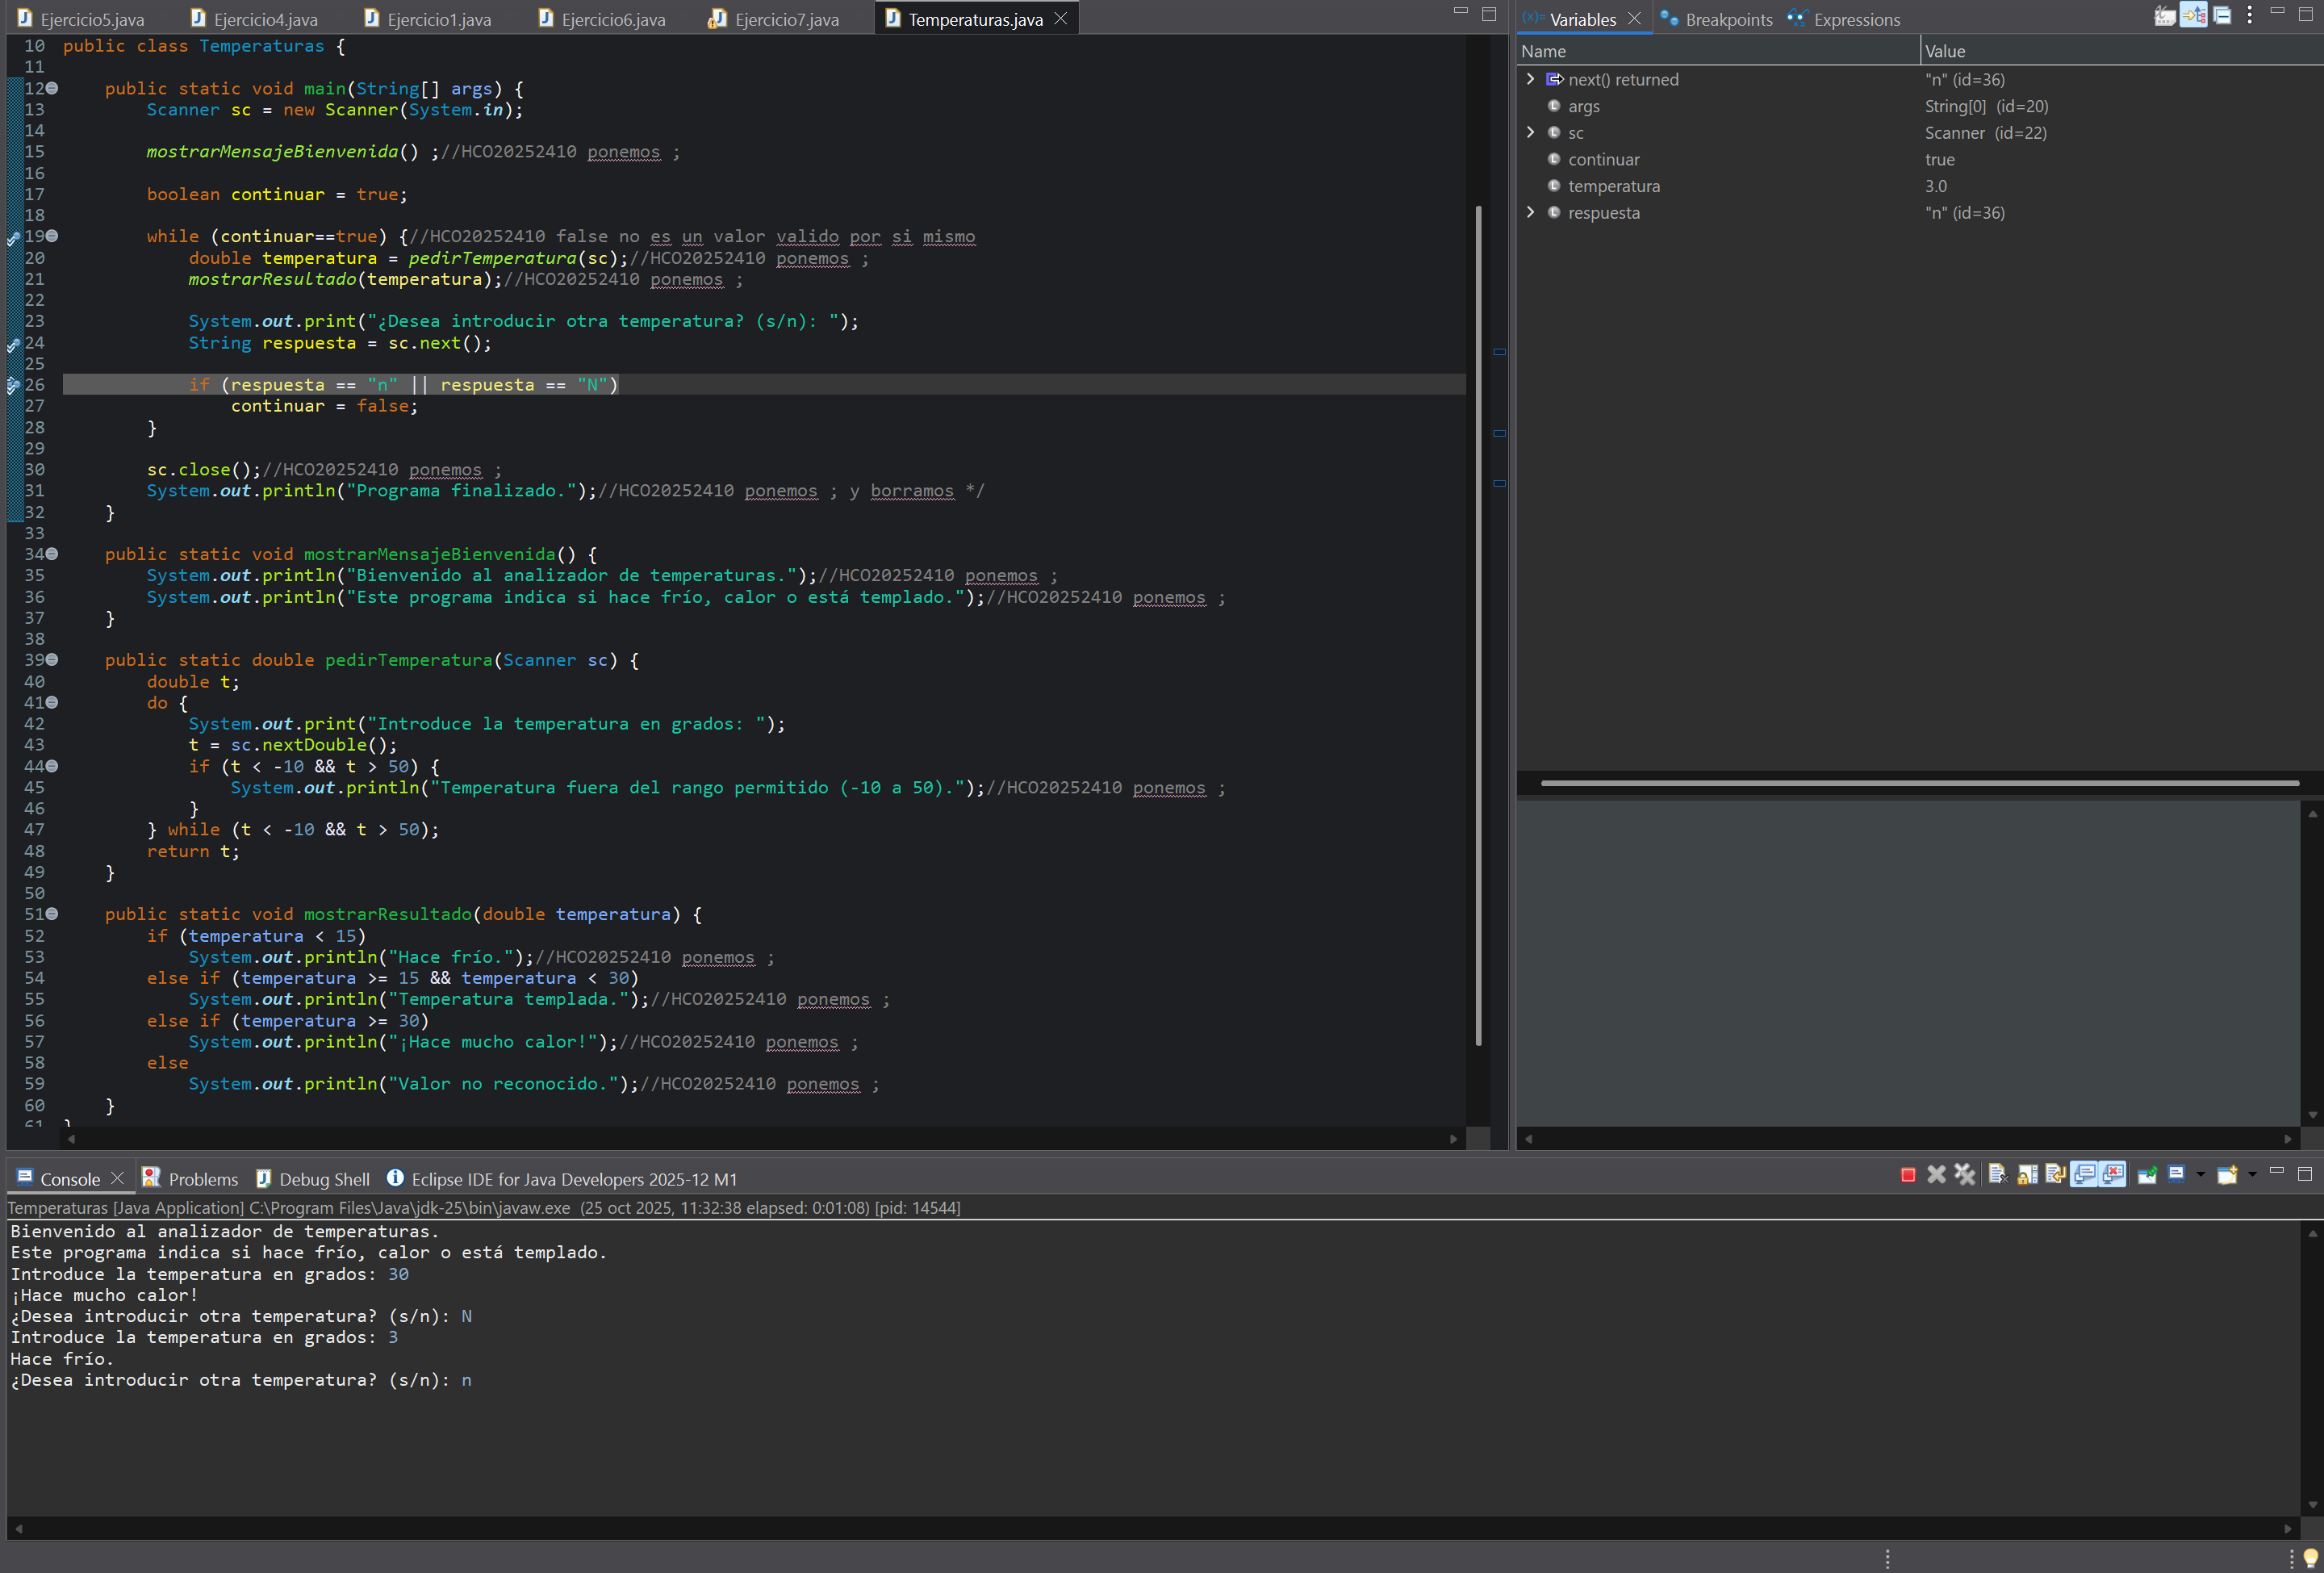 Ejercicio5.java Ejercicio4.java Ejercicio1.java Ejercicio6.java Ejercicio7.java Temperaturas.java
10 public class Temperaturas {
11
12 public static void main(String[] args) {
13 Scanner sc = new Scanner(System.in);
14
15 mostrarMensajeBienvenida() ;//HCO20252410 ponemos ;
16
17 boolean continuar = true;
18
19 while (continuar==true) {//HCO20252410 false no es un valor valido por si mismo
20 double temperatura = pedirTemperatura(sc);//HCO20252410 ponemos ;
21 mostrarResultado(temperatura);//HCO20252410 ponemos ;
22
23 System.out.print("¿Desea introducir otra temperatura? (s/n): ");
24 String respuesta = sc.next();
25
26 if (respuesta == "n" || respuesta == "N")
27 continuar = false;
28 }
29
30 sc.close();//HCO20252410 ponemos ;
31 System.out.println("Programa finalizado.");//HCO20252410 ponemos ; y borramos */
32 }
33
34 public static void mostrarMensajeBienvenida() {
35 System.out.println("Bienvenido al analizador de temperaturas.");//HCO20252410 ponemos ;
36 System.out.println("Este programa indica si hace frío, calor o está templado.");//HCO20252410 ponemos ;
37 }
38
39 public static double pedirTemperatura(Scanner sc) {
40 double t;
41 do {
42 System.out.print("Introduce la temperatura en grados: ");
43 t = sc.nextDouble();
44 if (t < -10 && t > 50) {
45 System.out.println("Temperatura fuera del rango permitido (-10 a 50).");//HCO20252410 ponemos ;
46 }
47 } while (t < -10 && t > 50);
48 return t;
49 }
50
51 public static void mostrarResultado(double temperatura) {
52 if (temperatura < 15)
53 System.out.println("Hace frío.");//HCO20252410 ponemos ;
54 else if (temperatura >= 15 && temperatura < 30)
55 System.out.println("Temperatura templada.");//HCO20252410 ponemos ;
56 else if (temperatura >= 30)
57 System.out.println("¡Hace mucho calor!");//HCO20252410 ponemos ;
58 else
59 System.out.println("Valor no reconocido.");//HCO20252410 ponemos ;
60 }
61 }
(x)= Variables Breakpoints Expressions
Name Value
next() returned "n" (id=36)
args String[0] (id=20)
sc Scanner (id=22)
continuar true
temperatura 3.0
respuesta "n" (id=36)
Console Problems Debug Shell Eclipse IDE for Java Developers 2025-12 M1
Temperaturas [Java Application] C:\Program Files\Java\jdk-25\bin\javaw.exe (25 oct 2025, 11:32:38 elapsed: 0:01:08) [pid: 14544]
Bienvenido al analizador de temperaturas.
Este programa indica si hace frío, calor o está templado.
Introduce la temperatura en grados: 30
¡Hace mucho calor!
¿Desea introducir otra temperatura? (s/n): N
Introduce la temperatura en grados: 3
Hace frío.
¿Desea introducir otra temperatura? (s/n): n